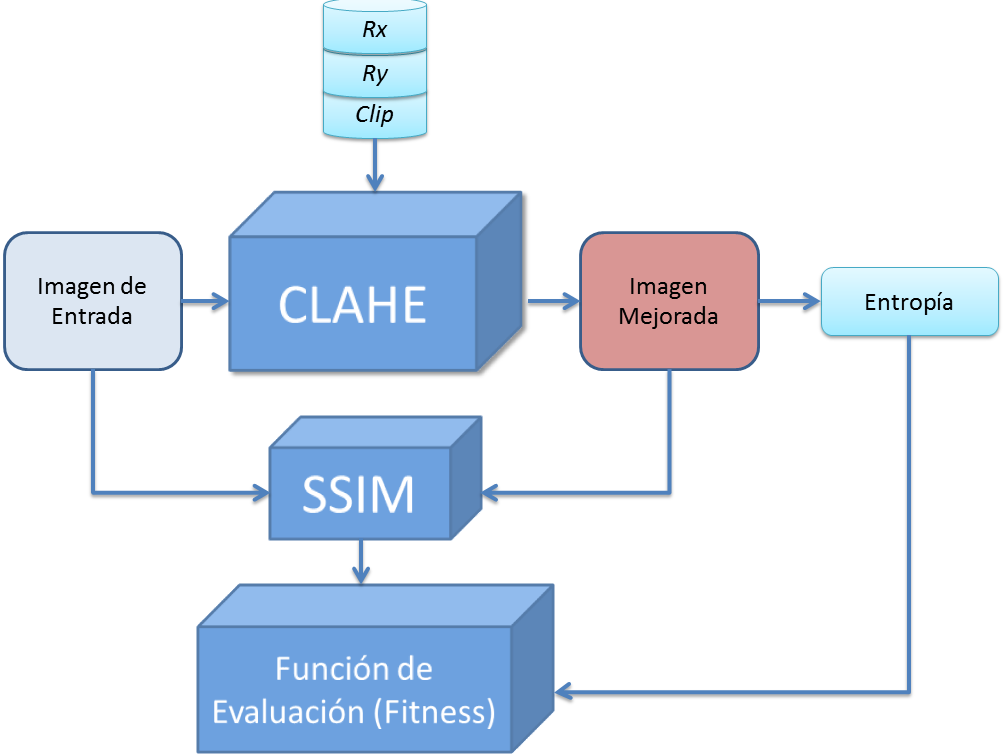 Rx
Ry
Clip
Imagen de
Entrada
CLAHE
Imagen
Mejorada
Entropía
SSIM
Función de
Evaluación (Fitness)